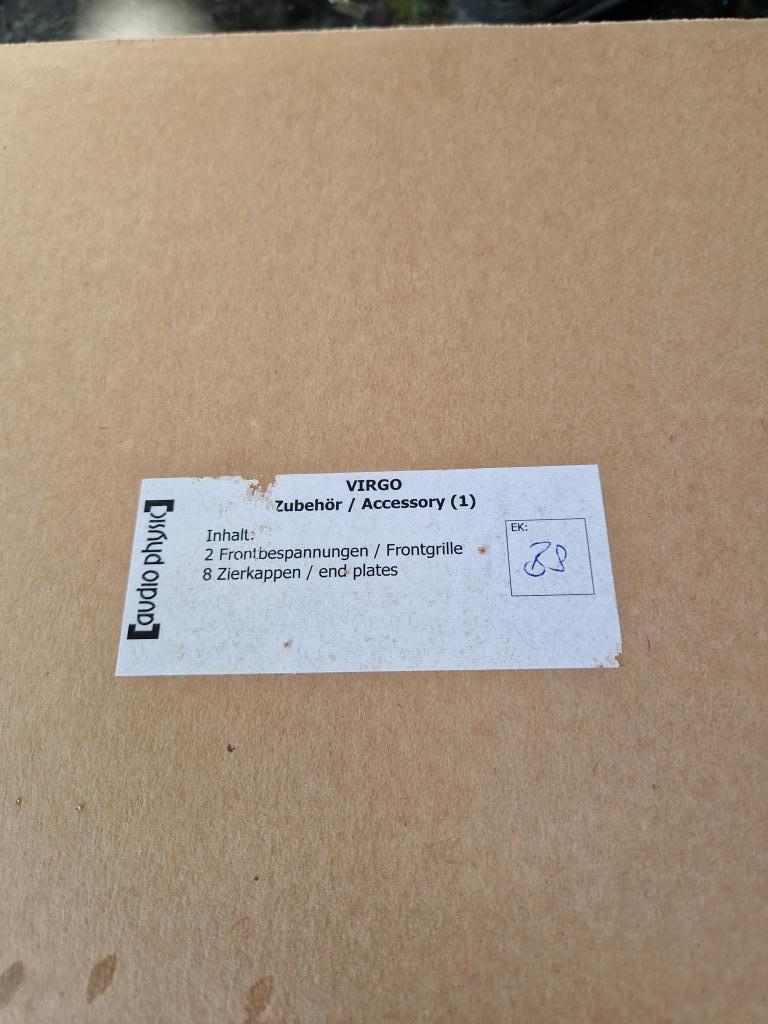 VIRGO
Zubehör / Accessory (1)
[audio physic]
Inhalt:
2 Frontbespannungen / Frontgrille
8 Zierkappen / end plates
EK: